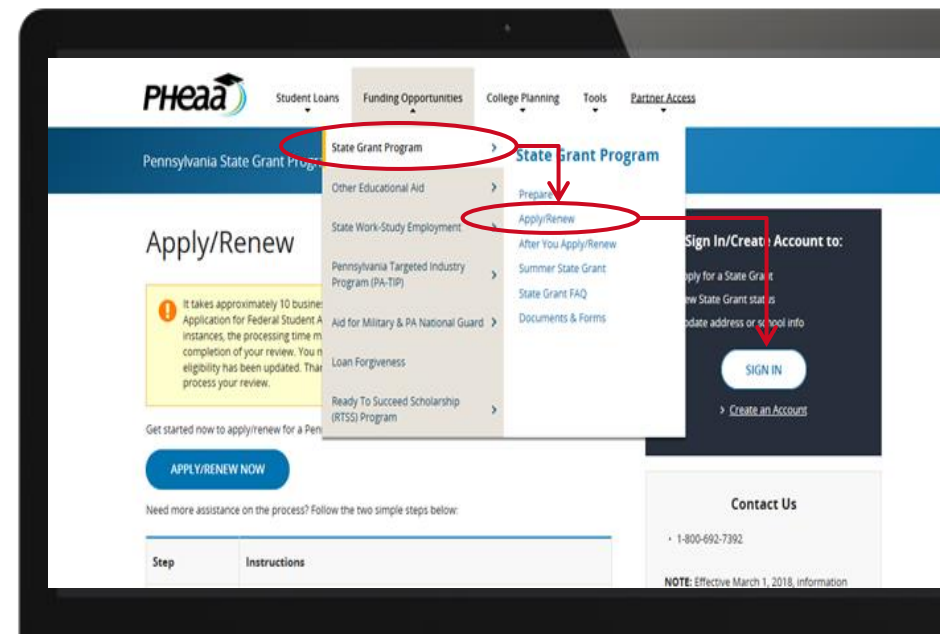 PHEAA
Student Loans
Funding Opportunities
College Planning
Tools
Partner Access
Pennsylvania State Grant
State Grant Program
Other Educational Aid
State Work-Study Employment
Pennsylvania Targeted Industry
Program (PA-TIP)
Aid for Military & PA National Guard
Loan Forgiveness
Ready To Succeed Scholarship
(RTSS) Program
State Grant Program
Prepare
Apply/Renew
After You Apply/Renew
Summer State Grant
State Grant FAQ
Documents & Forms
Apply/Renew
It takes approximately 10
Application for Federal Student
instances, the processing time
completion of your review. You
eligibility has been updated.
process your review.
Get started now to apply/renew for a
APPLY/RENEW NOW
Need more assistance on the process? Follow the two simple steps below:
Step
Instructions
Sign In/Create Account to:
for a State Grant
State Grant status
address or school info
SIGN IN
Create an Account
Contact Us
1-800-692-7392
NOTE: Effective March 1, 2018, information